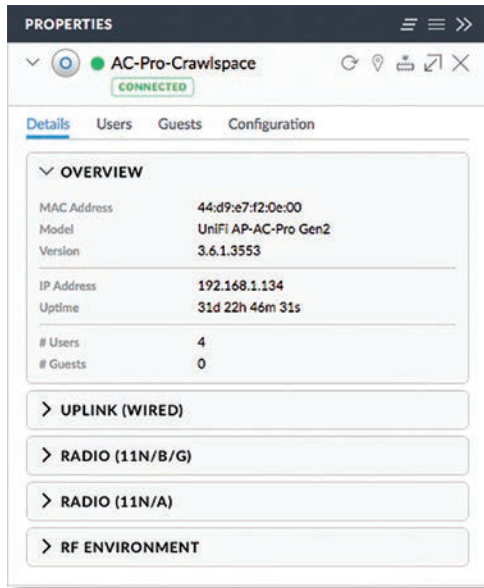 PROPERTIES
AC-Pro-Crawlspace
CONNECTED
Details Users Guests Configuration
OVERVIEW
MAC Address 44:d9:e7:f2:0e:00
Model UniFi AP-AC-Pro Gen2
Version 3.6.1.3553
IP Address 192.168.1.134
Uptime 31d 22h 46m 31s
# Users 4
# Guests 0
UPLINK (WIRED)
RADIO (11N/B/G)
RADIO (11N/A)
RF ENVIRONMENT